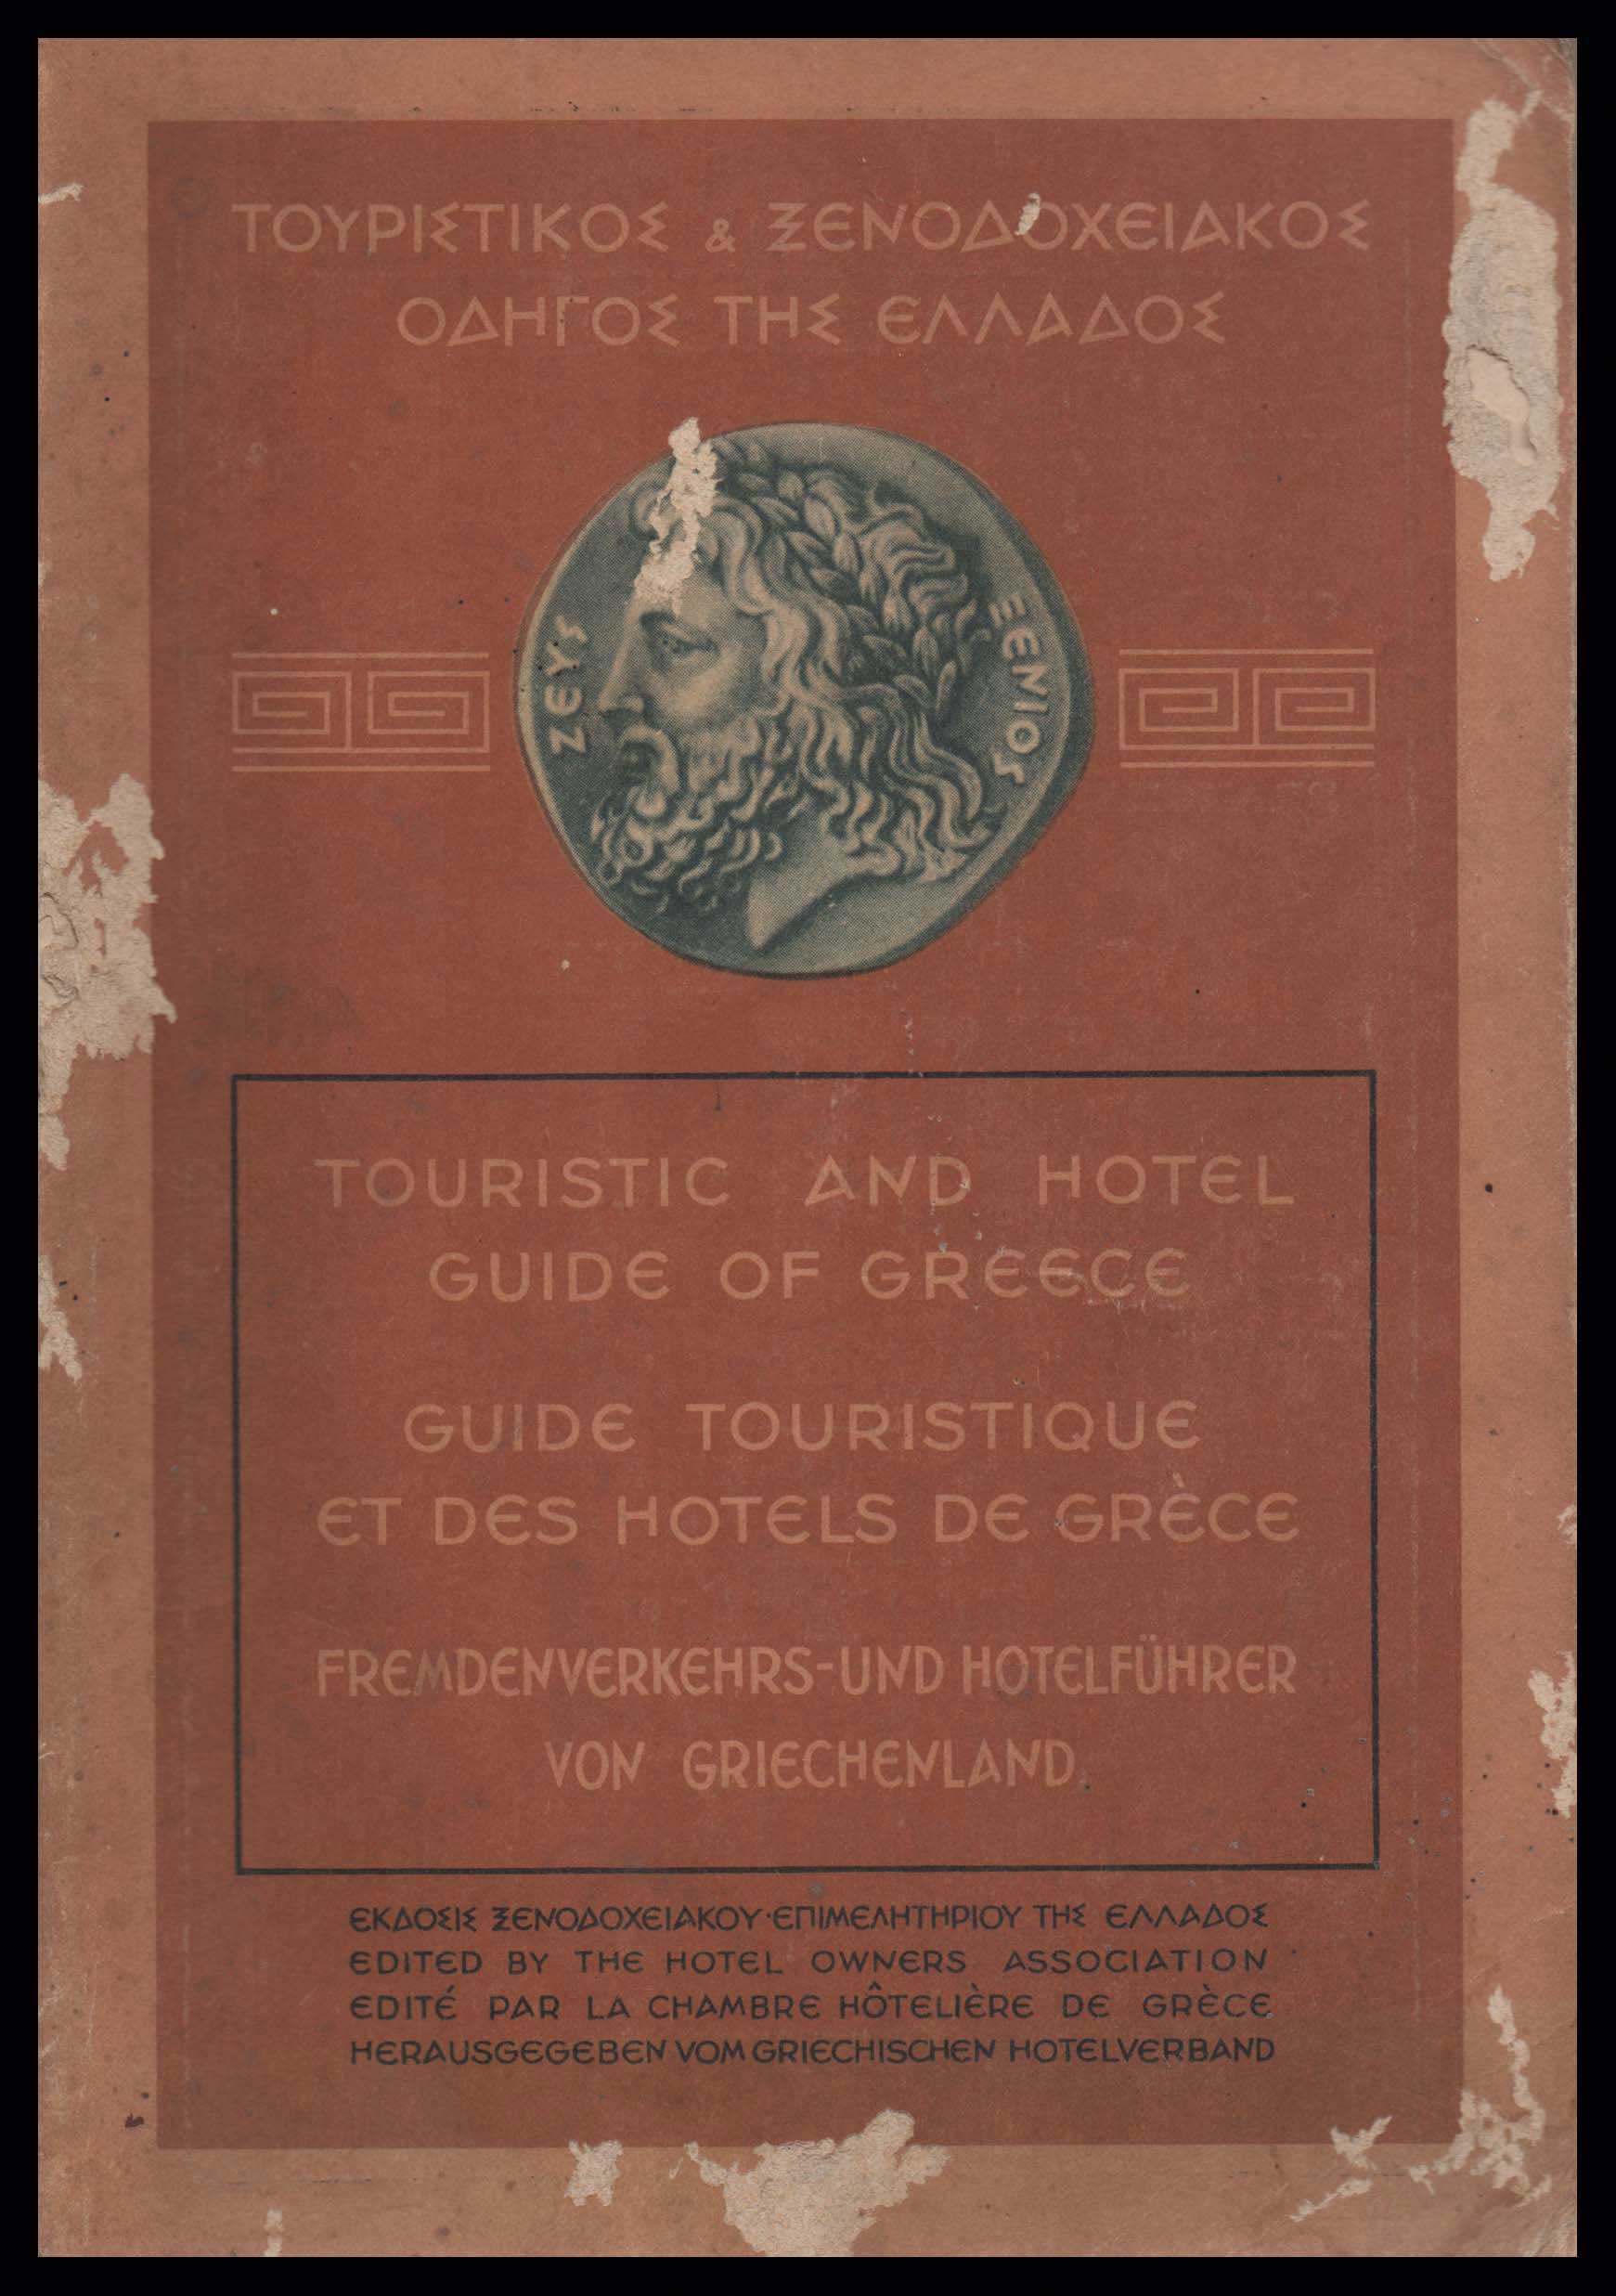 ΤΟΥΡΙΣΤΙΚΟΣ & ΞΕΝΟΔΟΧΕΙΑΚΟΣ
ΟΔΗΓΟΣ ΤΗΣ ΕΛΛΑΔΟΣ
ΖΕΥΣ ΞΕΝΙΟΣ
TOURISTIC AND HOTEL
GUIDE OF GREECE
GUIDE TOURISTIQUE
ET DES HOTELS DE GRÈCE
FREMDENVERKEHRS-UND HOTELFÜHRER
VON GRIECHENLAND.
ΕΚΔΟΣΙΣ ΞΕΝΟΔΟΧΕΙΑΚΟΥ·ΕΠΙΜΕΛΗΤΗΡΙΟΥ ΤΗΣ ΕΛΛΑΔΟΣ
EDITED BY THE HOTEL OWNERS ASSOCIATION
EDITÉ PAR LA CHAMBRE HÔTELIÈRE DE GRÈCE
HERAUSGEGEBEN VOM GRIECHISCHEN HOTELVERBAND